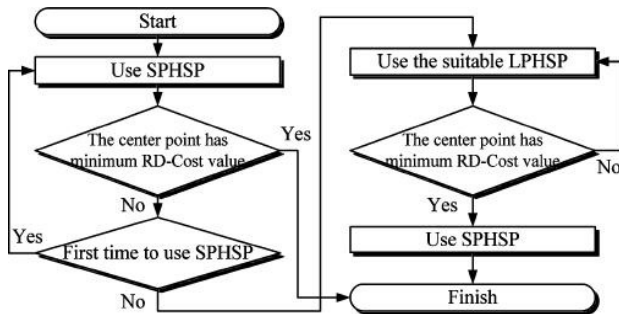 Start
Use SPHSP
The center point has
minimum RD-Cost value
Yes
No
Yes
First time to use SPHSP
No
Use the suitable LPHSP
The center point has
minimum RD-Cost value
No
Yes
Use SPHSP
Finish